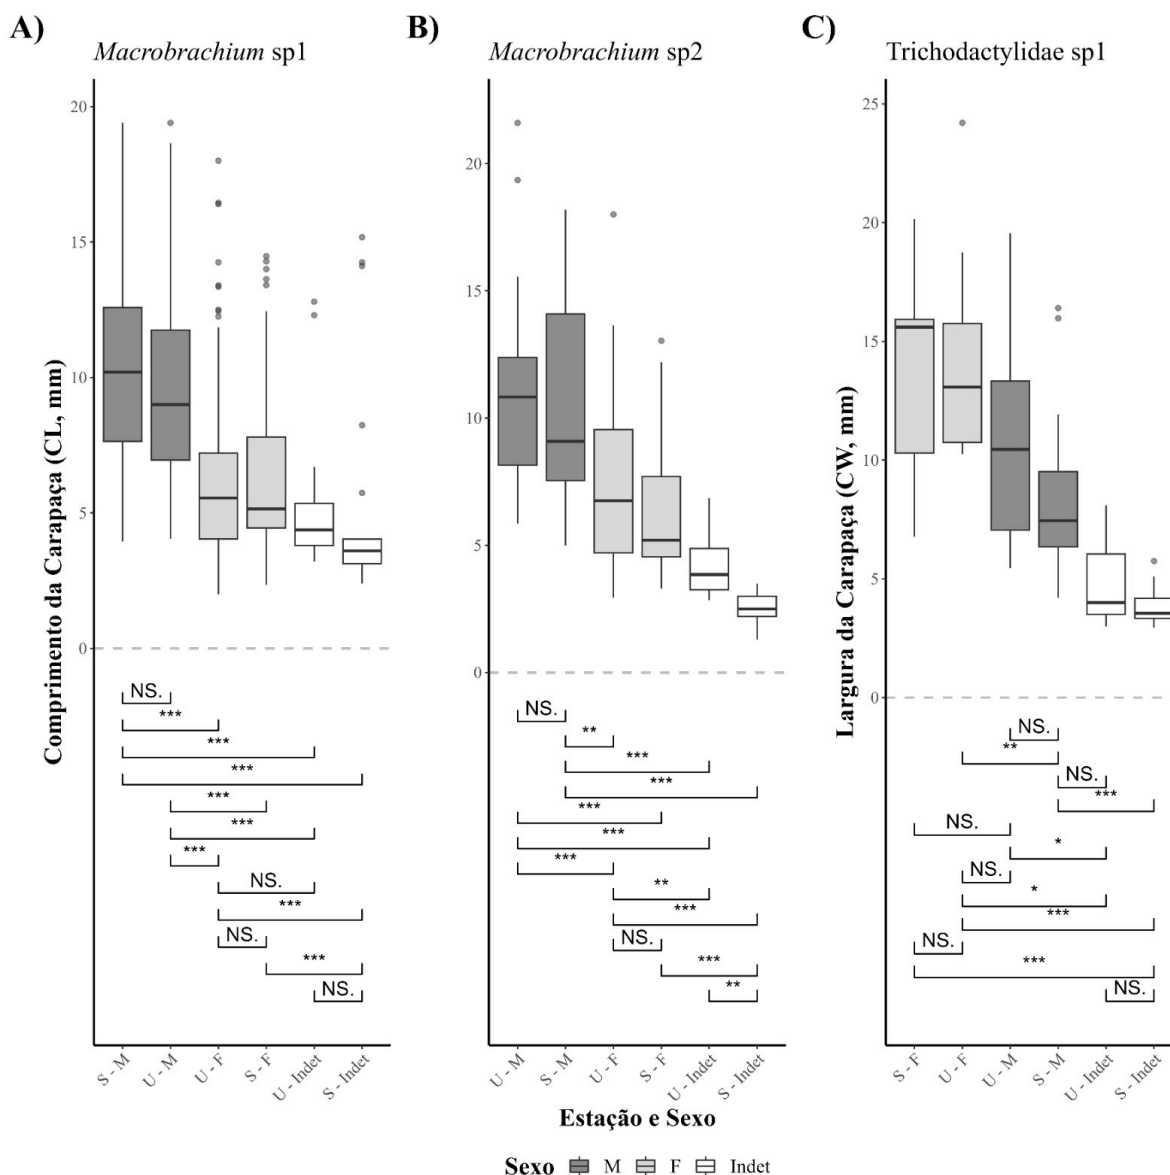 A)
Macrobrachium sp1
B)
Macrobrachium sp2
C)
Trichodactylidae sp1
Comprimento da Carapaça (CL, mm)
20
15
10
5
0
NS.
***
***
***
***
***
***
NS.
***
NS.
***
NS.
S - M
U - M
U - F
S - F
U - Indet
S - Indet
20
15
10
5
0
NS.
**
***
***
***
***
***
**
***
NS.
***
**
U - M
S - M
U - F
S - F
U - Indet
S - Indet
Largura da Carapaça (CW, mm)
25
20
15
10
5
0
NS.
**
NS.
***
NS.
*
NS.
*
***
NS.
***
NS.
S - F
U - F
U - M
S - M
U - Indet
S - Indet
Estação e Sexo
Sexo M F Indet